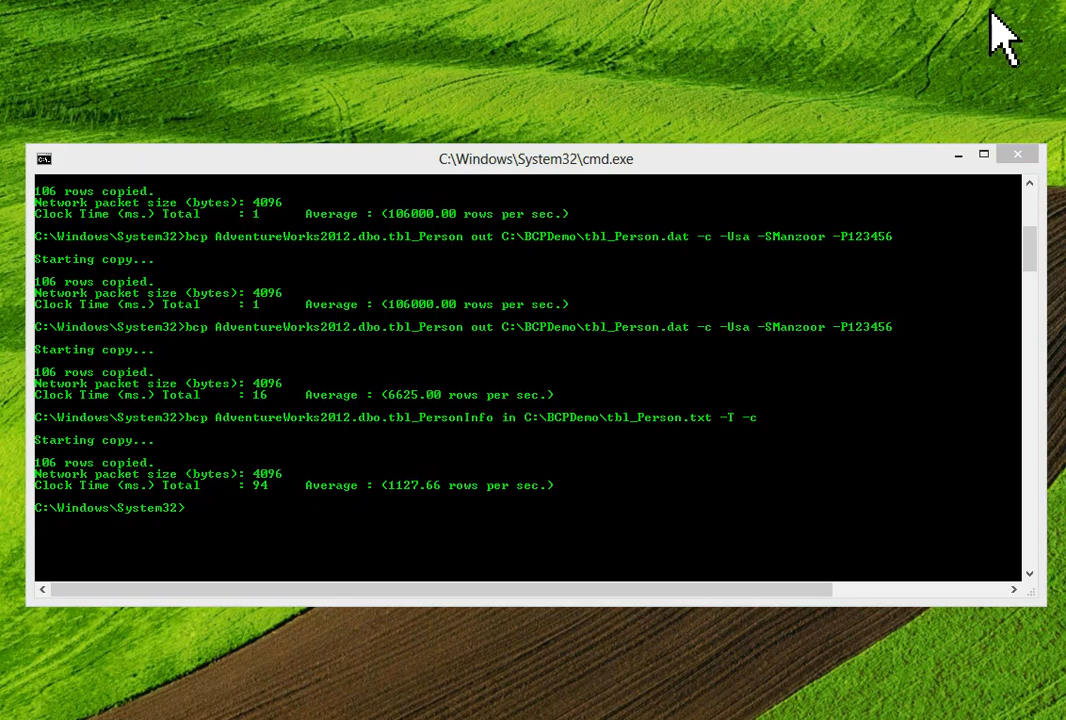 C:\Windows\System32\cmd.exe
106 rows copied.
Network packet size (bytes): 4096
Clock Time (ms.) Total     : 1      Average : (106000.00 rows per sec.)
C:\Windows\System32>bcp AdventureWorks2012.dbo.tbl_Person out C:\BCPDemo\tbl_Person.dat -c -Usa -SManzoor -P123456
Starting copy...
106 rows copied.
Network packet size (bytes): 4096
Clock Time (ms.) Total     : 1      Average : (106000.00 rows per sec.)
C:\Windows\System32>bcp AdventureWorks2012.dbo.tbl_Person out C:\BCPDemo\tbl_Person.dat -c -Usa -SManzoor -P123456
Starting copy...
106 rows copied.
Network packet size (bytes): 4096
Clock Time (ms.) Total     : 16     Average : (6625.00 rows per sec.)
C:\Windows\System32>bcp AdventureWorks2012.dbo.tbl_PersonInfo in C:\BCPDemo\tbl_Person.txt -T -c
Starting copy...
106 rows copied.
Network packet size (bytes): 4096
Clock Time (ms.) Total     : 94     Average : (1127.66 rows per sec.)
C:\Windows\System32>